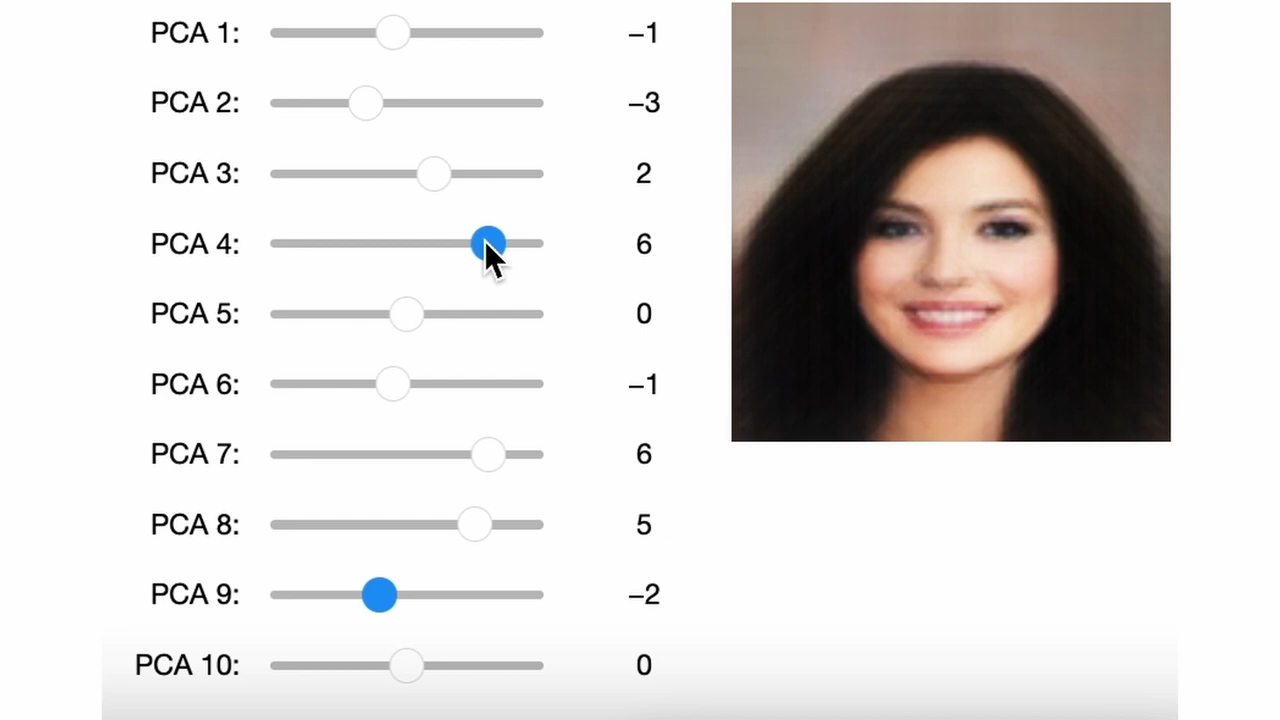 PCA 1: –1
PCA 2: –3
PCA 3: 2
PCA 4: 6
PCA 5: 0
PCA 6: –1
PCA 7: 6
PCA 8: 5
PCA 9: –2
PCA 10: 0